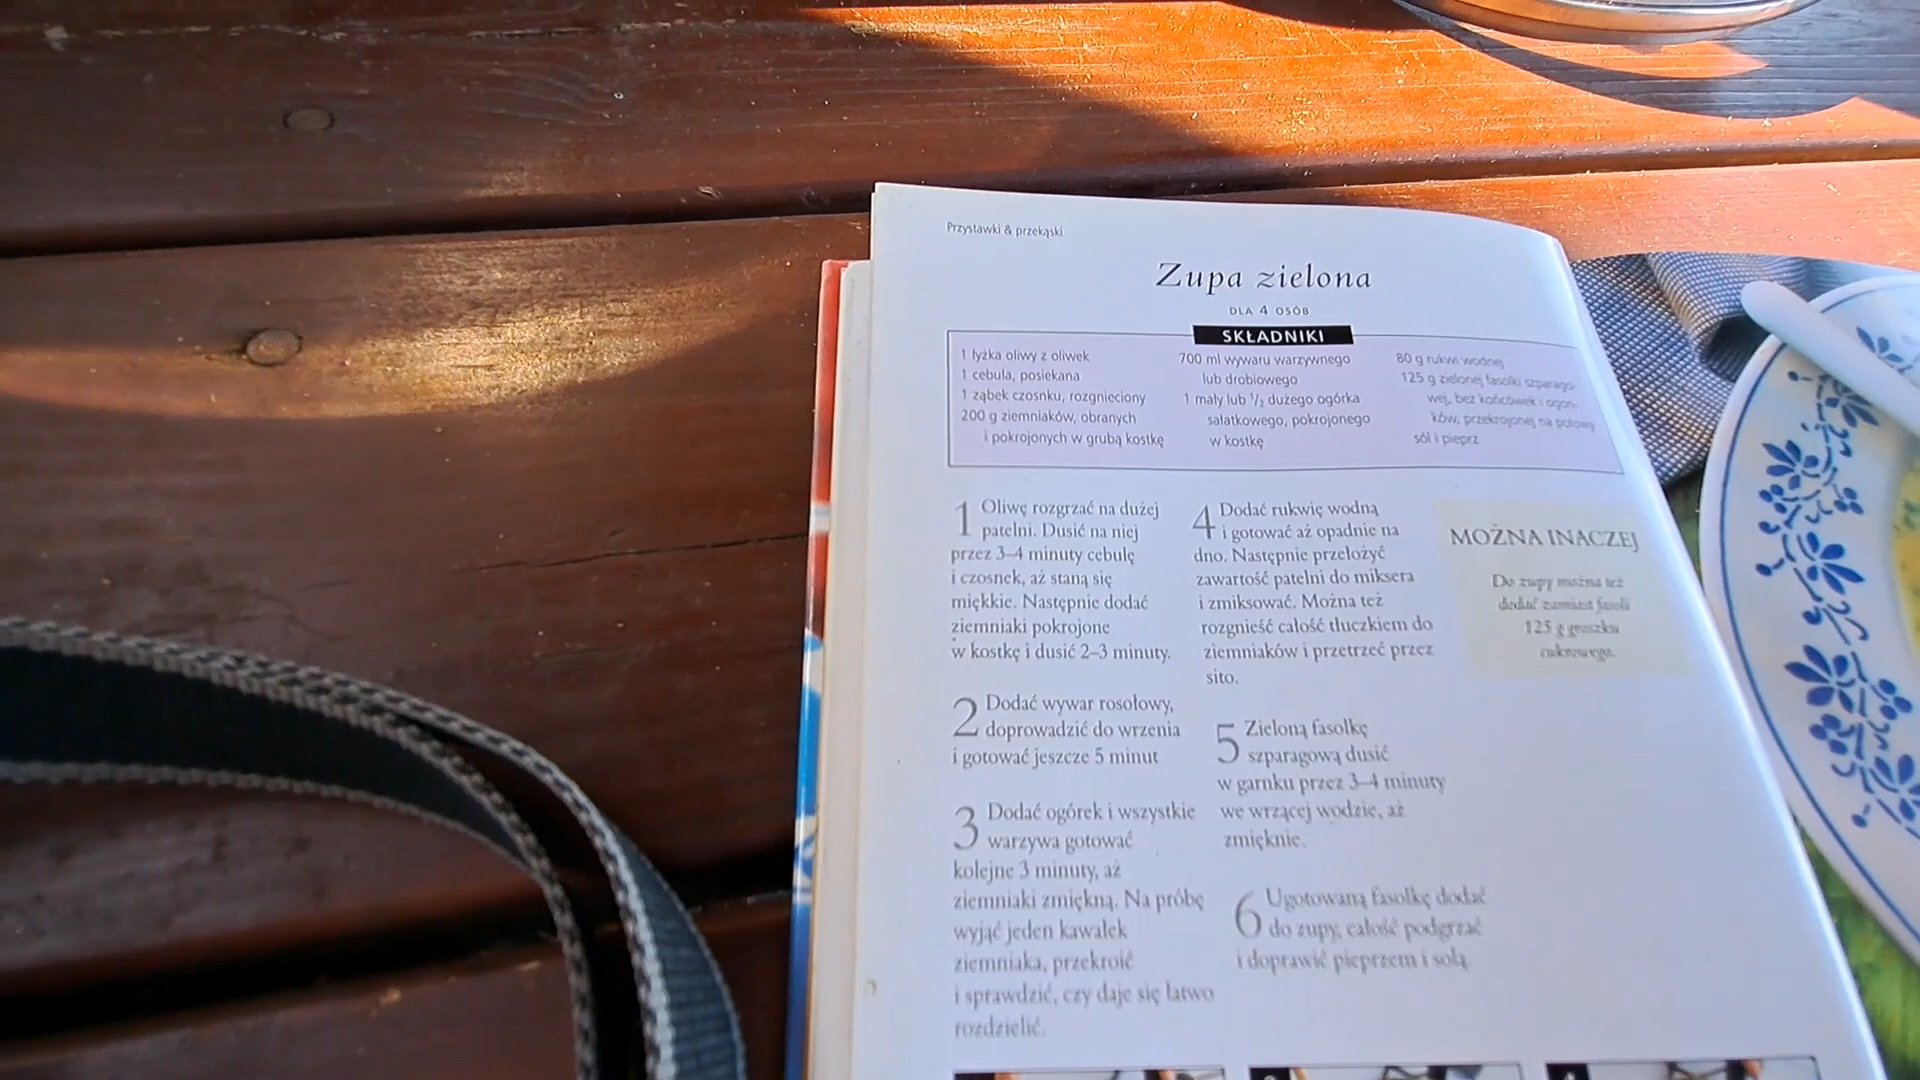 Przystawki & przekąski
Zupa zielona
DLA 4 OSÓB
SKŁADNIKI
1 łyżka oliwy z oliwek
1 cebula, posiekana
1 ząbek czosnku, rozgnieciony
200 g ziemniaków, obranych
i pokrojonych w grubą kostkę
700 ml wywaru warzywnego
lub drobiowego
1 mały lub 1/2 dużego ogórka
sałatkowego, pokrojonego
w kostkę
80 g rukwi wodnej
125 g zielonej fasolki szparago-
wej, bez końcówek i ogon-
ków, przekrojonej na połowy
sól i pieprz
1 Oliwę rozgrzać na dużej
patelni. Dusić na niej
przez 3–4 minuty cebulę
i czosnek, aż staną się
miękkie. Następnie dodać
ziemniaki pokrojone
w kostkę i dusić 2–3 minuty.
2 Dodać wywar rosołowy,
doprowadzić do wrzenia
i gotować jeszcze 5 minut
3 Dodać ogórek i wszystkie
warzywa gotować
kolejne 3 minuty, aż
ziemniaki zmiękną. Na próbę
wyjąć jeden kawałek
ziemniaka, przekroić
i sprawdzić, czy daje się łatwo
rozdzielić.
4 Dodać rukwię wodną
i gotować aż opadnie na
dno. Następnie przełożyć
zawartość patelni do miksera
i zmiksować. Można też
rozgnieść całość tłuczkiem do
ziemniaków i przetrzeć przez
sito.
5 Zieloną fasolkę
szparagową dusić
w garnku przez 3–4 minuty
we wrzącej wodzie, aż
zmięknie.
6 Ugotowaną fasolkę dodać
do zupy, całość podgrzać
i doprawić pieprzem i solą.
MOŻNA INACZEJ
Do zupy można też
dodać zamiast fasoli
125 g groszku
cukrowego.